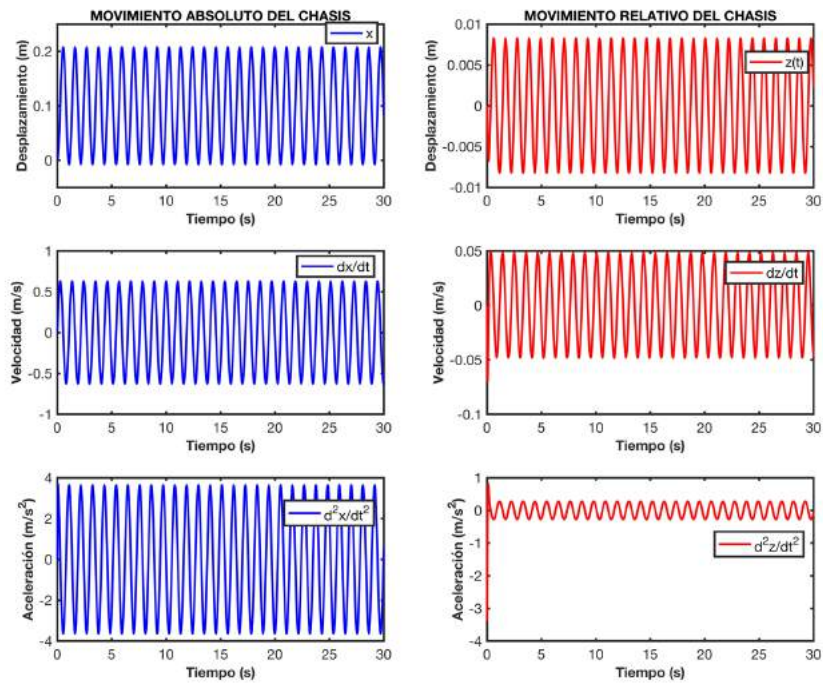 MOVIMIENTO ABSOLUTO DEL CHASIS
x
Desplazamiento (m)
0.2
0.1
0
0 5 10 15 20 25 30
Tiempo (s)
MOVIMIENTO RELATIVO DEL CHASIS
z(t)
Desplazamiento (m)
0.01
0.005
0
-0.005
-0.01
0 5 10 15 20 25 30
Tiempo (s)
dx/dt
Velocidad (m/s)
1
0.5
0
-0.5
-1
0 5 10 15 20 25 30
Tiempo (s)
dz/dt
Velocidad (m/s)
0.05
0
-0.05
-0.1
0 5 10 15 20 25 30
Tiempo (s)
d²x/dt²
Aceleración (m/s²)
4
2
0
-2
-4
0 5 10 15 20 25 30
Tiempo (s)
d²z/dt²
Aceleración (m/s²)
1
0
-1
-2
-3
-4
0 5 10 15 20 25 30
Tiempo (s)